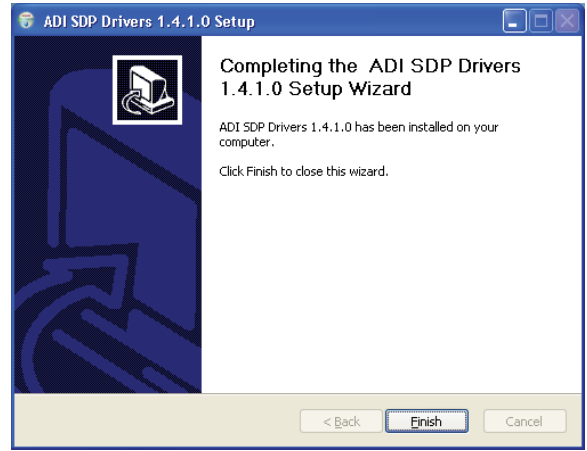 ADI SDP Drivers 1.4.1.0 Setup
Completing the ADI SDP Drivers
1.4.1.0 Setup Wizard
ADI SDP Drivers 1.4.1.0 has been installed on your
computer.
Click Finish to close this wizard.
< Back Finish Cancel